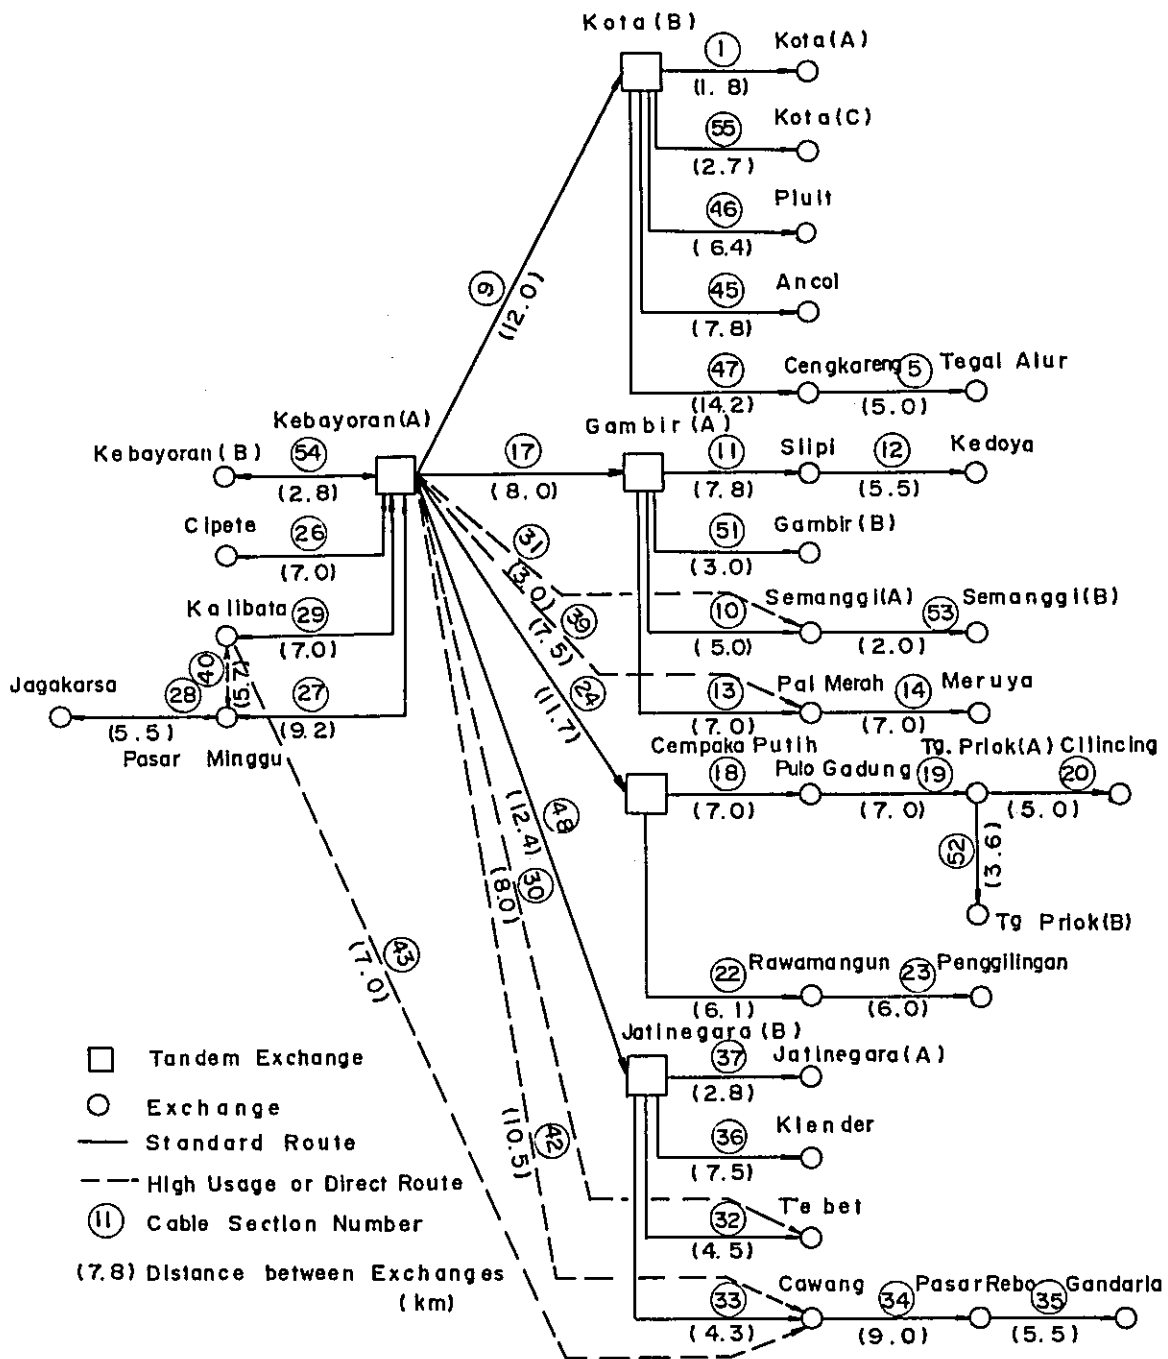 Kota(B)
1 Kota(A)
(1.8)
55 Kota(C)
(2.7)
46 Pluit
(6.4)
9
(12.0)
45 Ancol
(7.8)
47 Cengkareng 5 Tegal Alur
(14.2) (5.0)
Kebayoran(A)
Kebayoran(B) 54
(2.8)
17
(8.0)
Gambir(A)
11 Slipi 12 Kedoya
(7.8) (5.5)
Cipete 26
(7.0)
51 Gambir(B)
(3.0)
31
(3.0)
39
(7.5)
24
(11.7)
Kalibata 29
(7.0)
10 Semanggi(A) 53 Semanggi(B)
(5.0) (2.0)
40
(5.7)
Jagakarsa 28 27
(5.5) (9.2)
Pasar Minggu
13 Pal Merah 14 Meruya
(7.0) (7.0)
Cempaka Putih
18 Pulo Gadung 19 Tg. Priok(A) 20 Cilincing
(7.0) (7.0) (5.0)
52
(3.6)
Tg Priok(B)
48
(12.4)
30
(8.0)
43
(7.0)
22 Rawamangun 23 Penggilingan
(6.1) (6.0)
Jatinegara(B)
37 Jatinegara(A)
(2.8)
42
(10.5)
36 Klender
(7.5)
32 Tebet
(4.5)
33 Cawang 34 Pasar Rebo 35 Gandaria
(4.3) (9.0) (5.5)
Tandem Exchange
Exchange
Standard Route
High Usage or Direct Route
11 Cable Section Number
(7.8) Distance between Exchanges
(km)